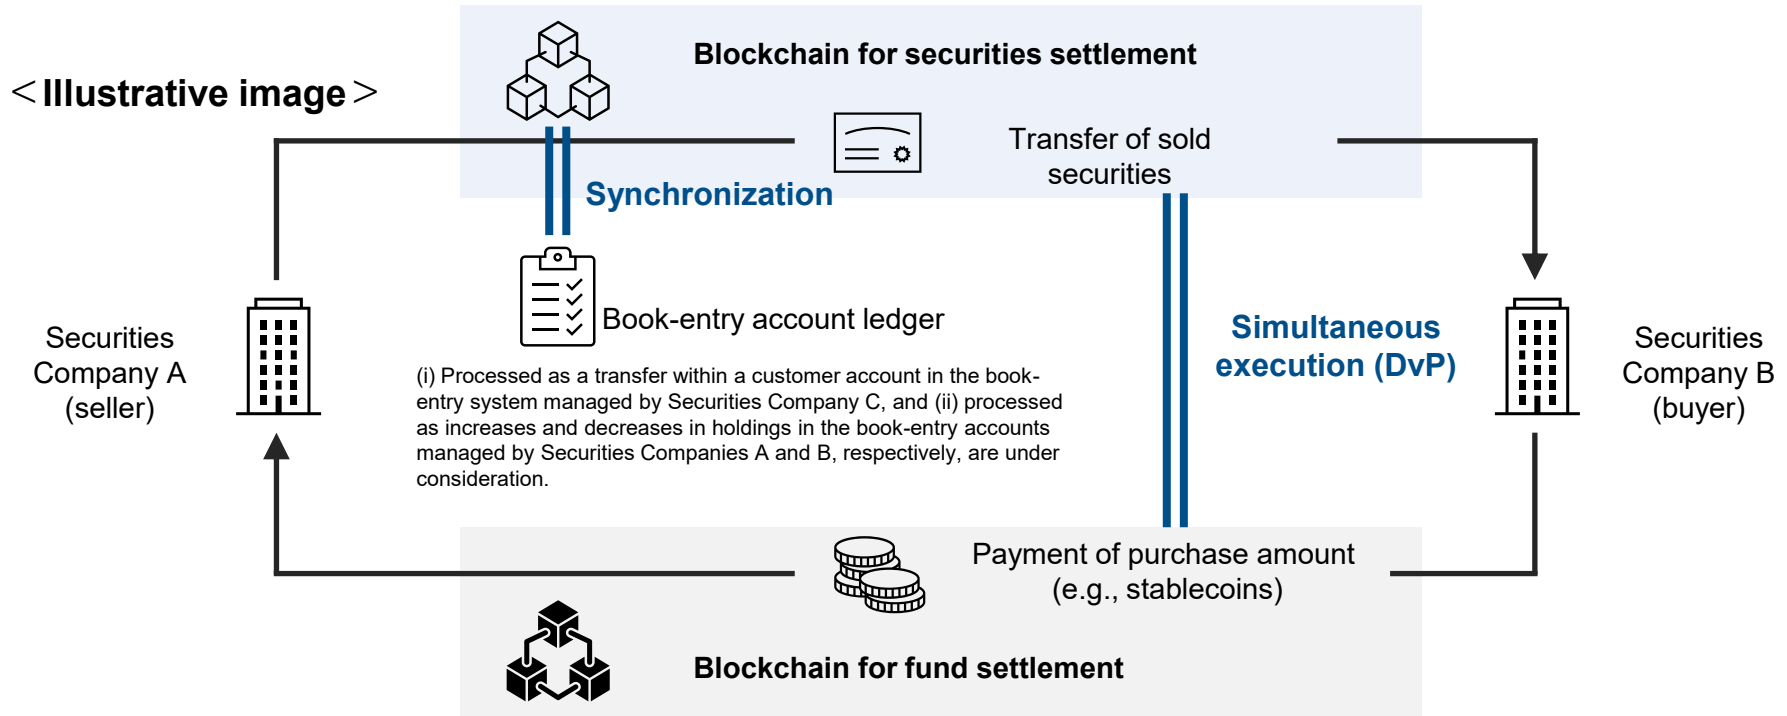 Blockchain for securities settlement
<Illustrative image>
Transfer of sold
securities
Synchronization
Book-entry account ledger
Securities
Company A
(seller)
Simultaneous
execution (DvP)
Securities
Company B
(buyer)
(i) Processed as a transfer within a customer account in the book-
entry system managed by Securities Company C, and (ii) processed
as increases and decreases in holdings in the book-entry accounts
managed by Securities Companies A and B, respectively, are under
consideration.
Payment of purchase amount
(e.g., stablecoins)
Blockchain for fund settlement